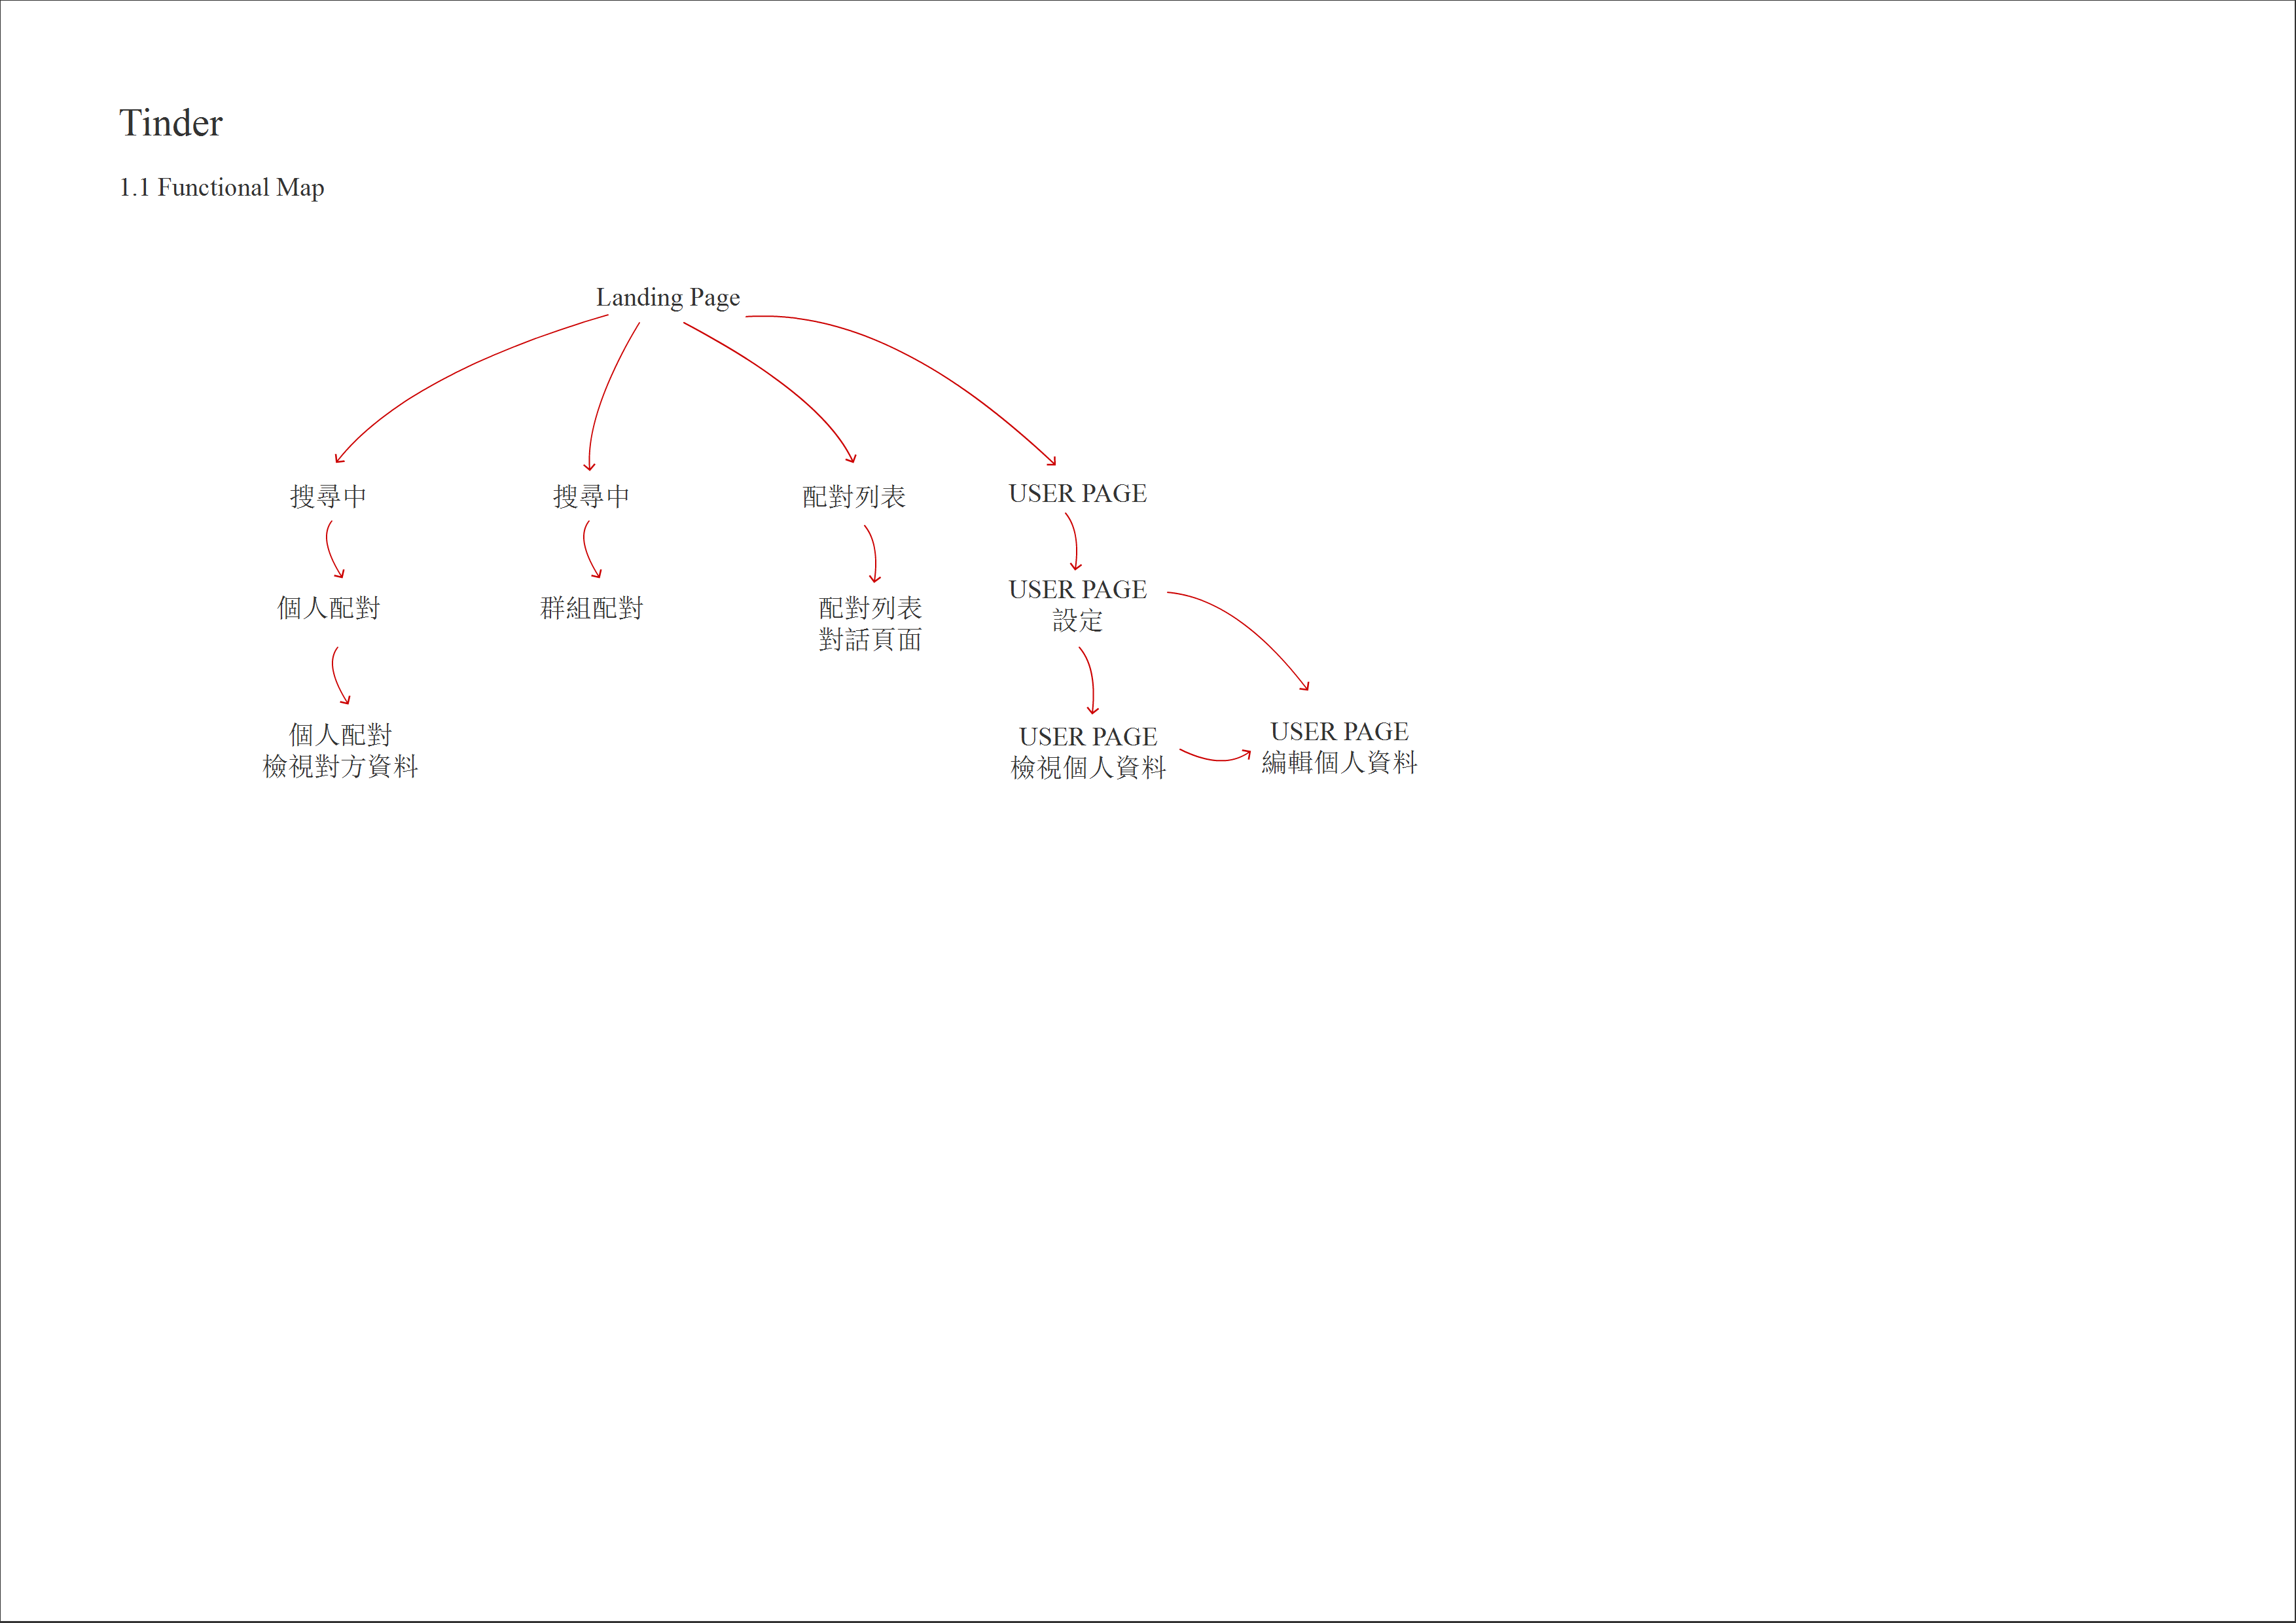 Tinder
1.1 Functional Map
Landing Page
搜尋中
搜尋中
配對列表
USER PAGE
個人配對
群組配對
配對列表
對話頁面
USER PAGE
設定
個人配對
檢視對方資料
USER PAGE
檢視個人資料
USER PAGE
編輯個人資料